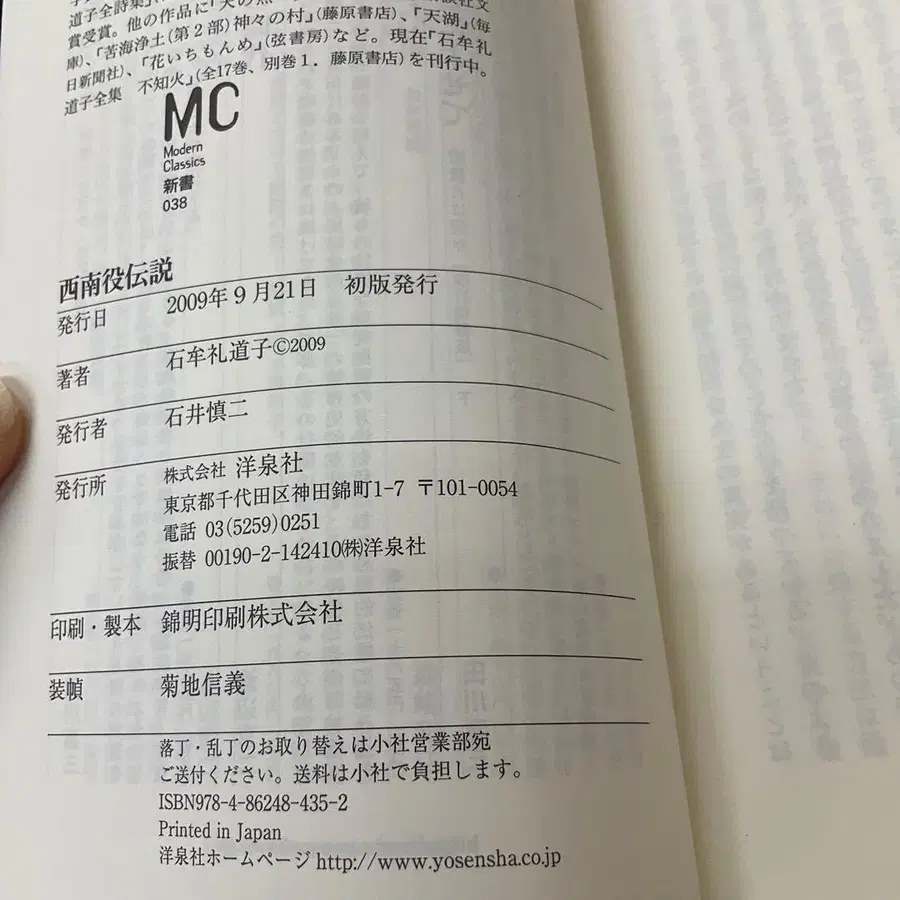 道子全詩集」
賞受賞。他の作品に「天の
庫)、「苦海浄土(第2部)神々の村」(藤原書店)、「天湖」(毎
日新聞社)、「花いちもんめ」(弦書房)など。現在「石牟礼
道子全集 不知火」(全17巻、別巻1.藤原書店)を刊行中。
MC
Modern
Classics
新書
038
西南役伝説
発行日 2009年9月21日 初版発行
著者 石牟礼道子©2009
発行者 石井慎二
発行所 株式会社 洋泉社
東京都千代田区神田錦町1-7 〒101-0054
電話 03(5259)0251
振替 00190-2-142410㈱洋泉社
印刷・製本 錦明印刷株式会社
装幀 菊地信義
落丁・乱丁のお取り替えは小社営業部宛
ご送付ください。送料は小社で負担します。
ISBN978-4-86248-435-2
Printed in Japan
洋泉社ホームページ http://www.yosensha.co.jp